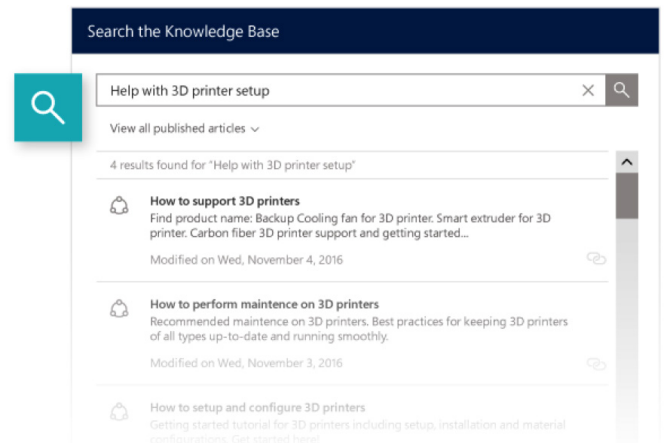 Search the Knowledge Base
Help with 3D printer setup
View all published articles
4 results found for "Help with 3D printer setup"
How to support 3D printers
Find product name: Backup Cooling fan for 3D printer. Smart extruder for 3D
printer. Carbon fiber 3D printer support and getting started...
Modified on Wed, November 4, 2016
How to perform maintence on 3D printers
Recommended maintence on 3D printers. Best practices for keeping 3D printers
of all types up-to-date and running smoothly.
Modified on Wed, November 3, 2016
How to setup and configure 3D printers
Getting started tutorial for 3D printers including setup, installation and material
configurations. Get started here!